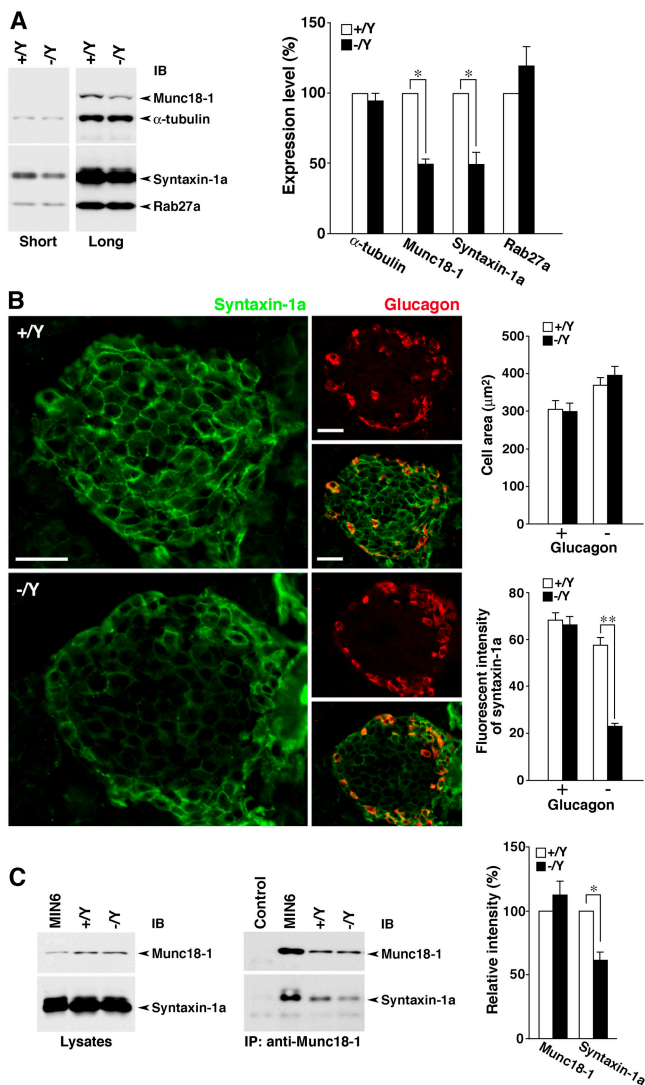 A
+/Y
-/Y
+/Y
-/Y
IB
Munc18-1
α-tubulin
Syntaxin-1a
Rab27a
Short
Long
Expression level (%)
150
100
50
0
+/Y
-/Y
*
*
α-tubulin
Munc18-1
Syntaxin-1a
Rab27a
B
Syntaxin-1a
Glucagon
+/Y
-/Y
Cell area (μm2)
500
400
300
200
100
0
+/Y
-/Y
+ -
Glucagon
Fluorescent intensity
of syntaxin-1a
80
60
40
20
0
+/Y
-/Y
**
+ -
Glucagon
C
MIN6
+/Y
-/Y
IB
Munc18-1
Syntaxin-1a
Lysates
Control
MIN6
+/Y
-/Y
IB
Munc18-1
Syntaxin-1a
IP: anti-Munc18-1
Relative intensity (%)
150
100
50
0
+/Y
-/Y
*
Munc18-1
Syntaxin-1a